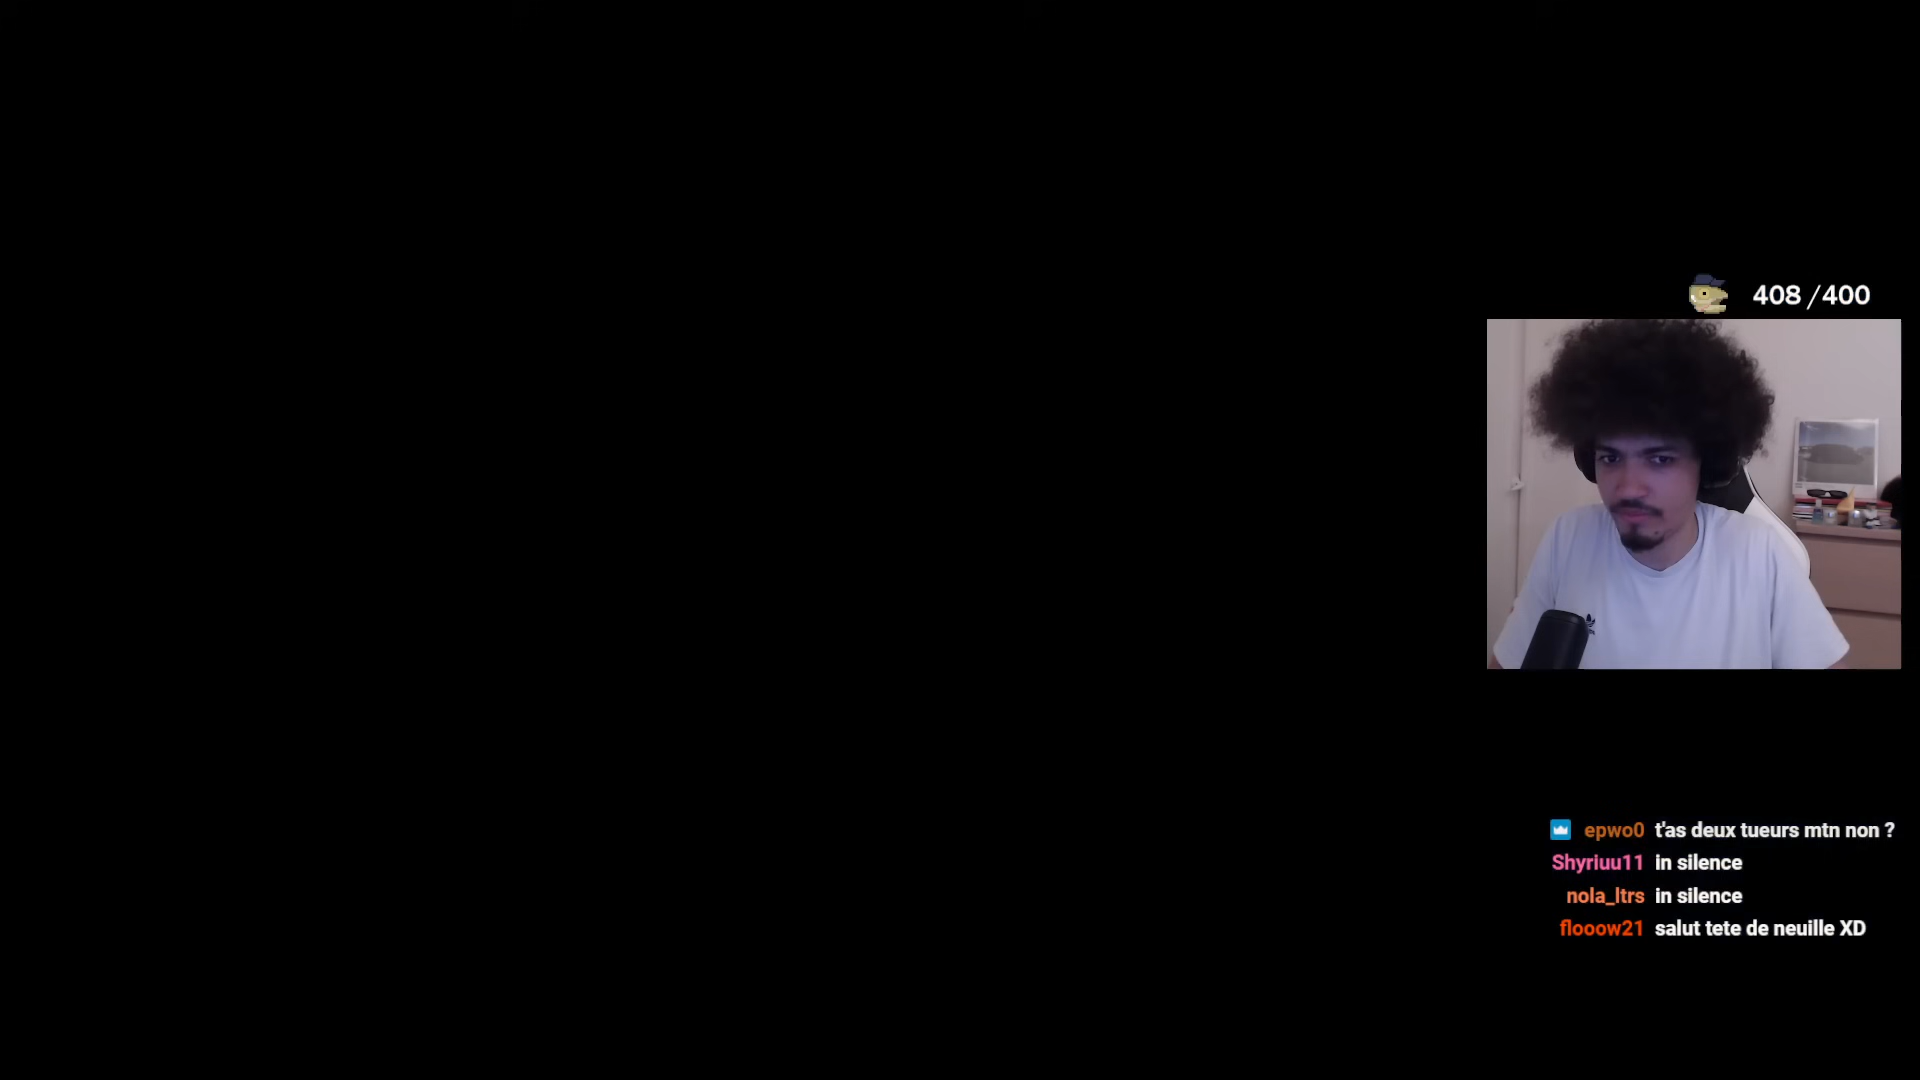 408 /400
epwo0 t'as deux tueurs mtn non ?
Shyriuu11 in silence
nola_ltrs in silence
flooow21 salut tete de neuille XD